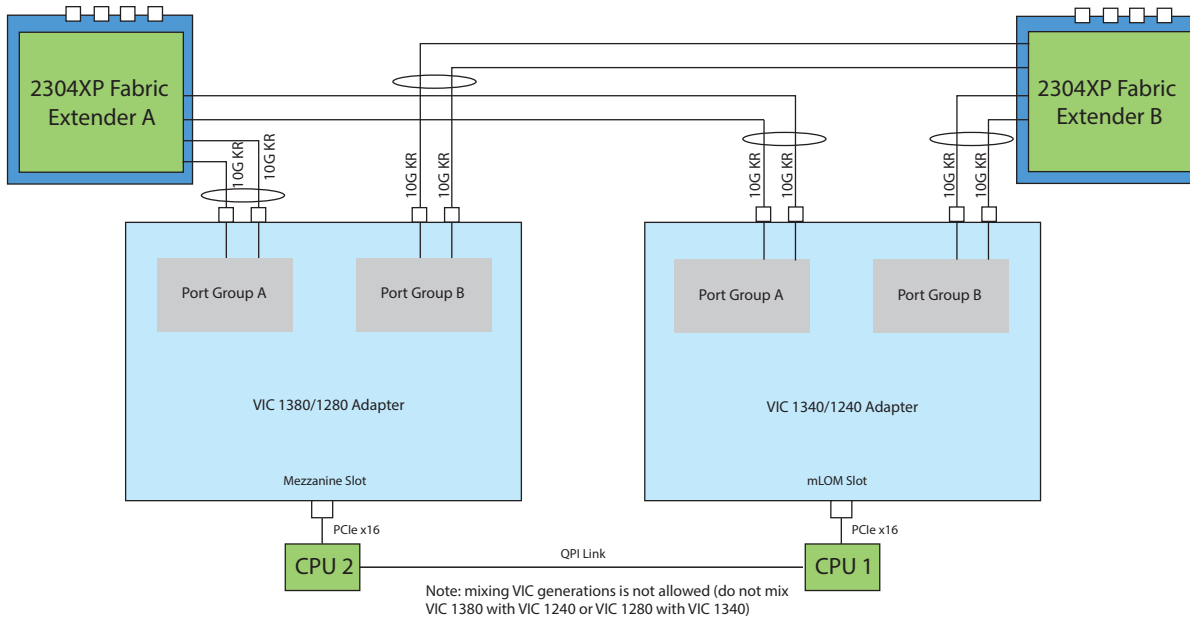 2304XP Fabric
Extender A
2304XP Fabric
Extender B
10G KR
10G KR
10G KR
10G KR
10G KR
10G KR
10G KR
10G KR
Port Group A
Port Group B
Port Group A
Port Group B
VIC 1380/1280 Adapter
VIC 1340/1240 Adapter
Mezzanine Slot
mLOM Slot
PCIe x16
PCIe x16
CPU 2
QPI Link
CPU 1
Note: mixing VIC generations is not allowed (do not mix
VIC 1380 with VIC 1240 or VIC 1280 with VIC 1340)